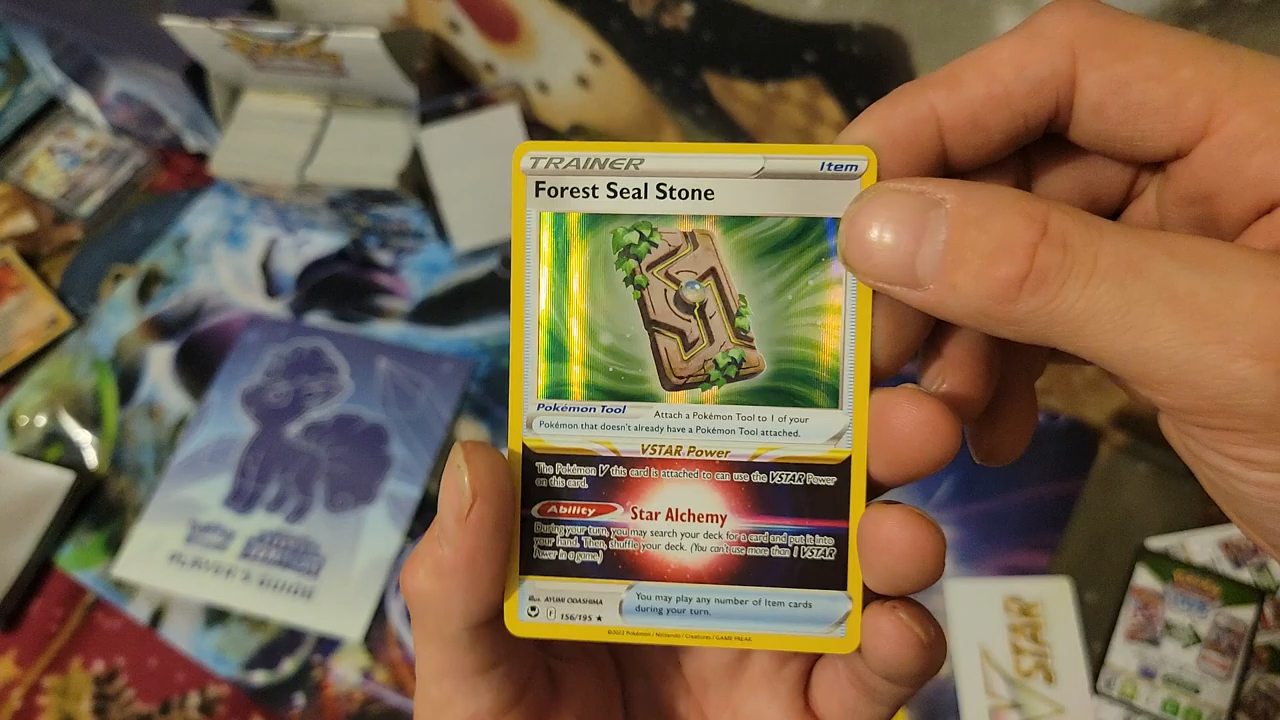 TRAINER Item
Forest Seal Stone
Pokémon Tool Attach a Pokémon Tool to 1 of your
Pokémon that doesn't already have a Pokémon Tool attached.
VSTAR Power
The Pokémon V this card is attached to can use the VSTAR Power
on this card.
Ability Star Alchemy
During your turn, you may search your deck for a card and put it into
your hand. Then, shuffle your deck. (You can't use more than 1 VSTAR
Power in a game.)
Illus. AYUMI ODASHIMA
F 156/195 ★
You may play any number of Item cards
during your turn.
©2022 Pokémon / Nintendo / Creatures / GAME FREAK
PLAYER'S GUIDE
VSTAR